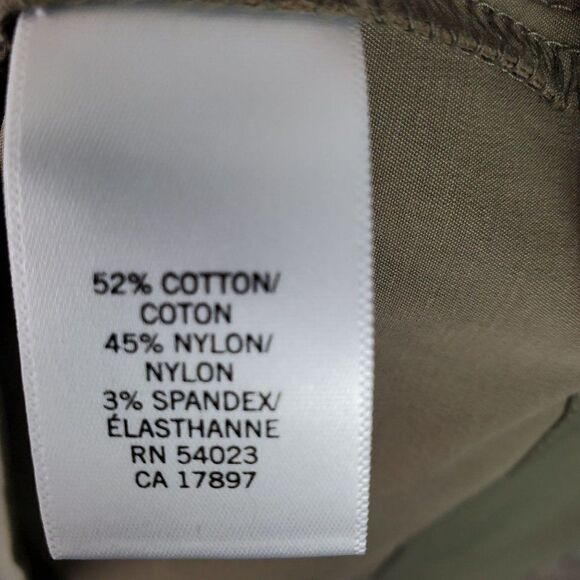 52% COTTON/
COTON
45% NYLON/
NYLON
3% SPANDEX/
ÉLASTHANNE
RN 54023
CA 17897